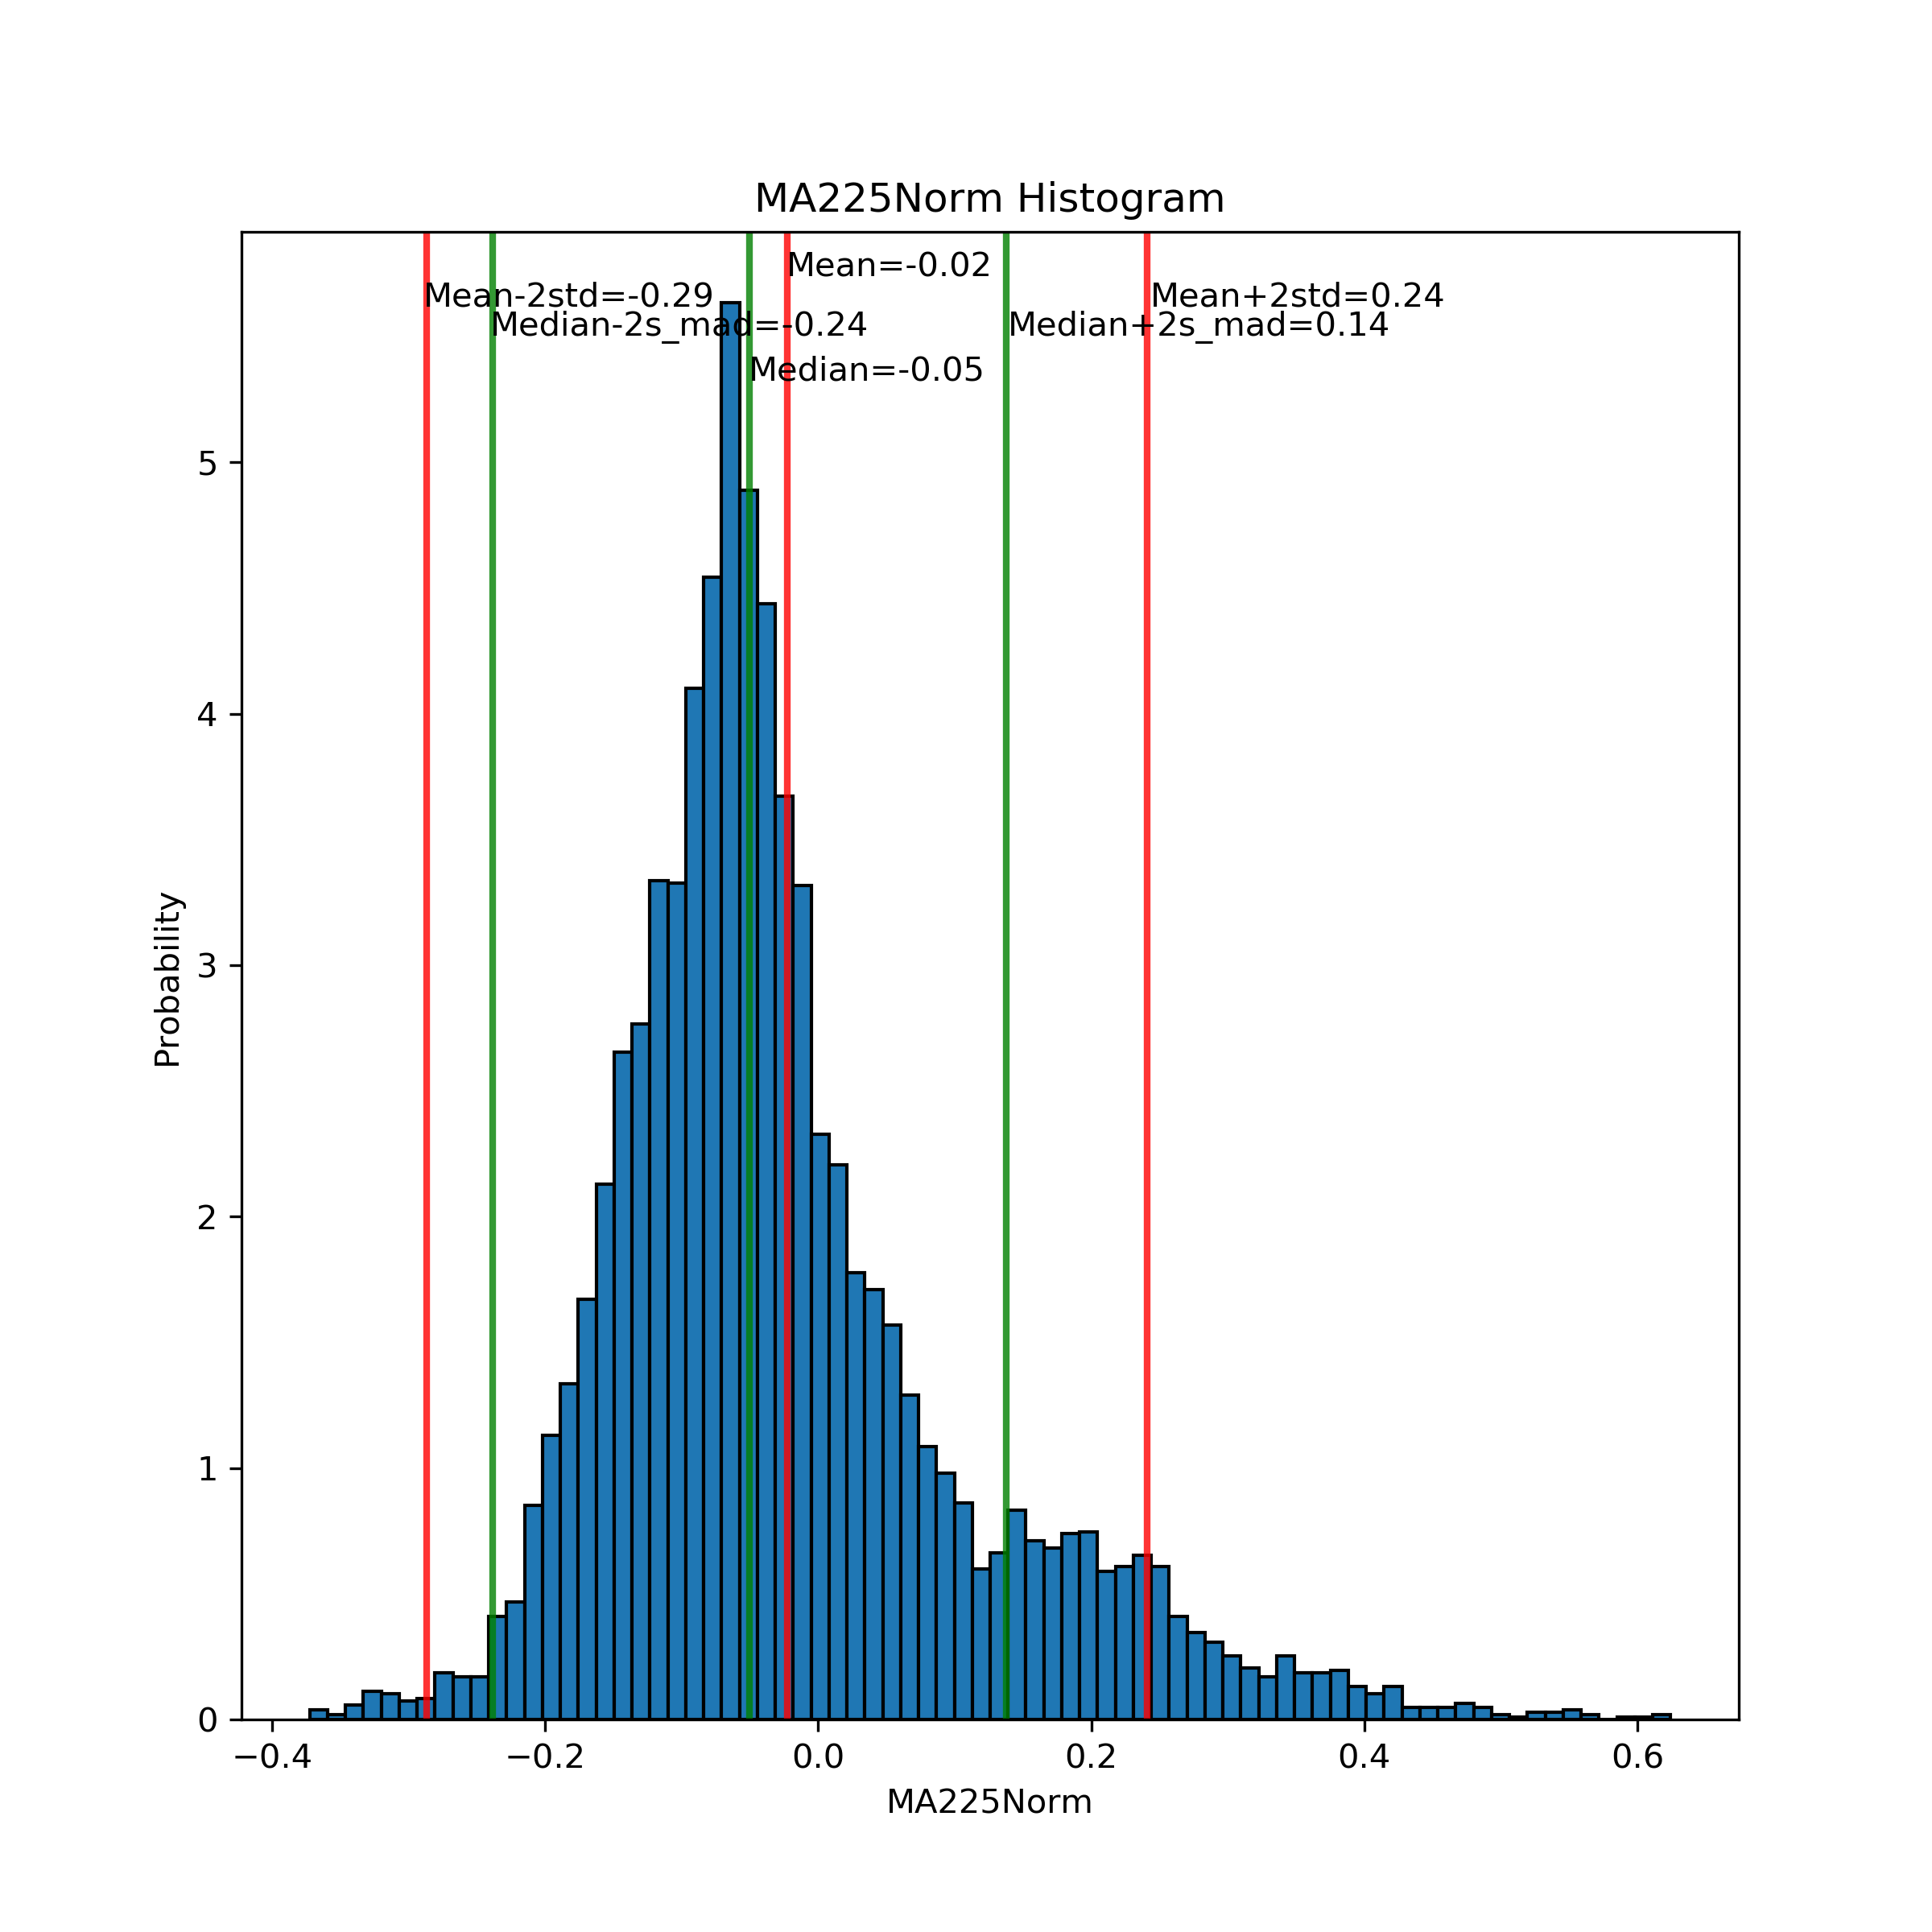 MA225Norm Histogram
Mean=-0.02
Mean-2std=-0.29
Mean+2std=0.24
Median-2s_mad=-0.24
Median+2s_mad=0.14
Median=-0.05
5
4
3
2
1
0
Probability
−0.4
−0.2
0.0
0.2
0.4
0.6
MA225Norm